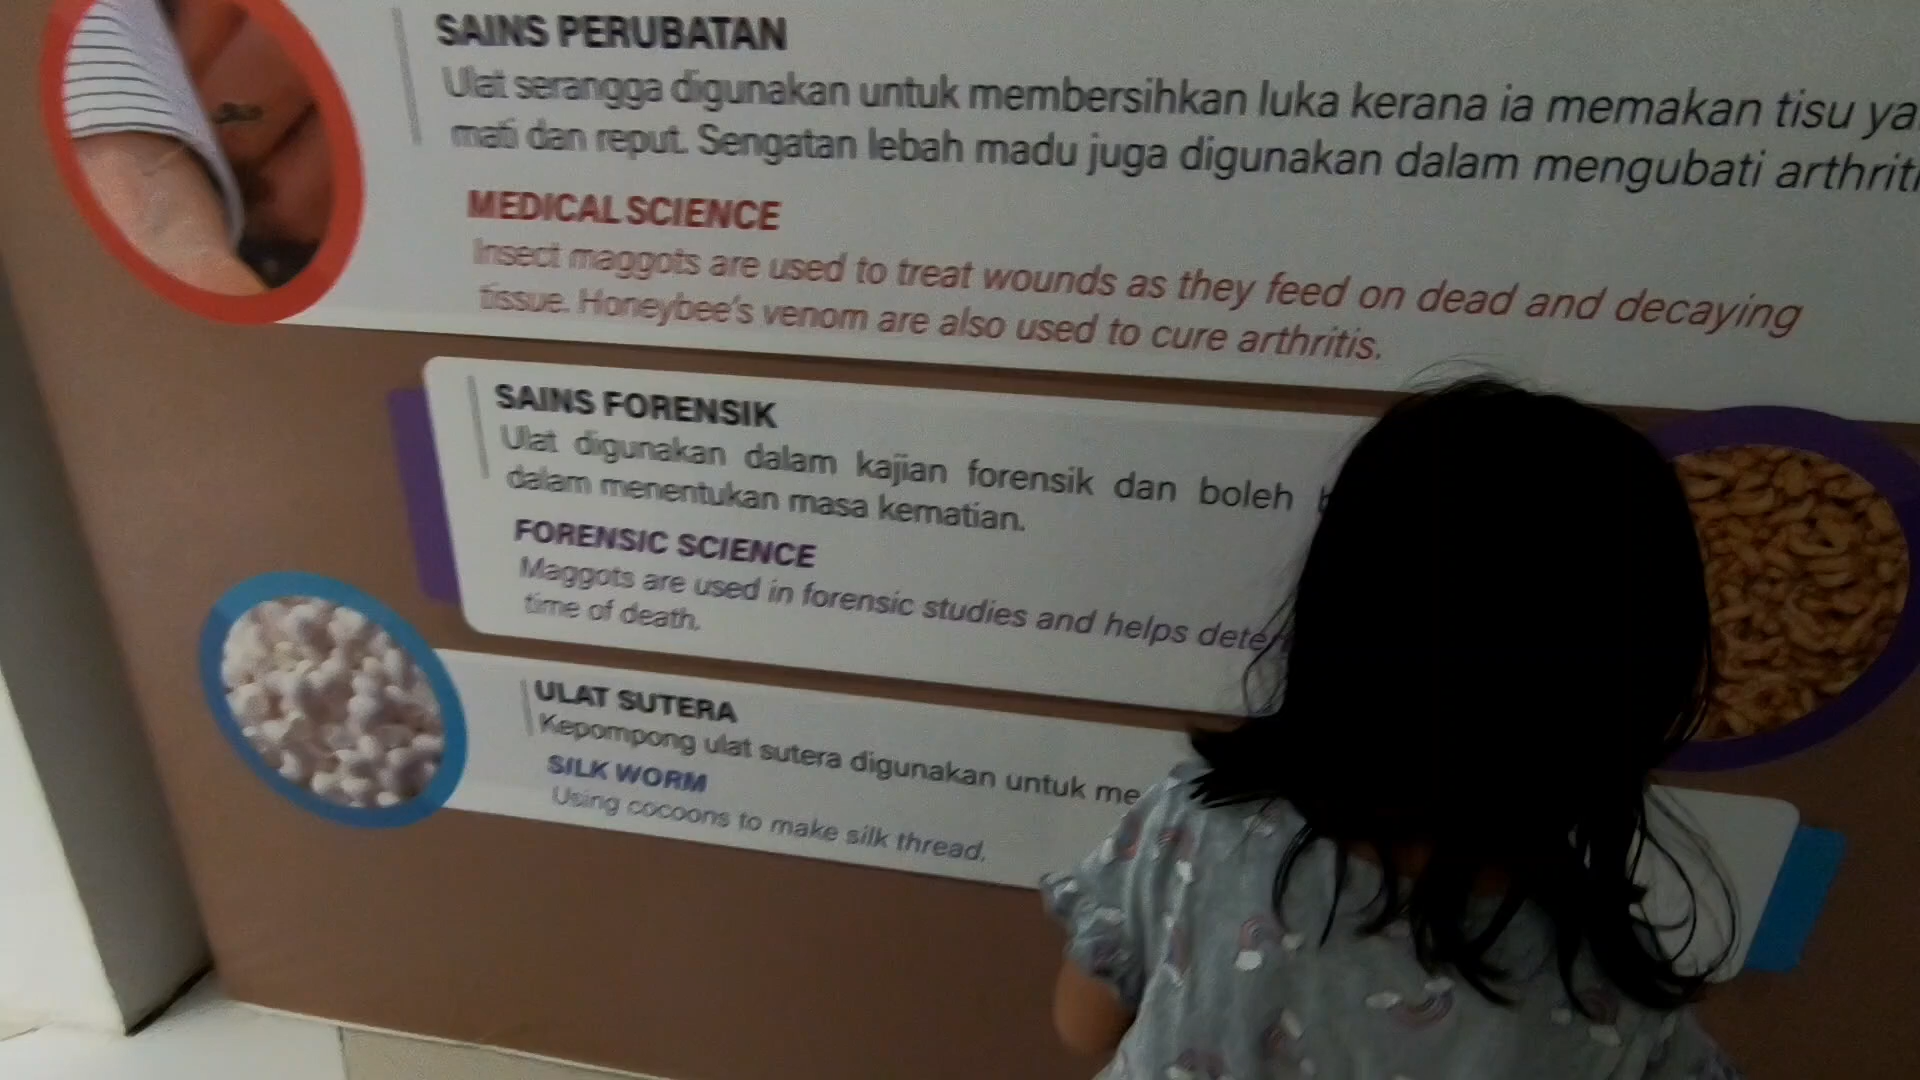 SAINS PERUBATAN
Ulat serangga digunakan untuk membersihkan luka kerana ia memakan tisu
mati dan reput. Sengatan lebah madu juga digunakan dalam mengubati
MEDICAL SCIENCE
Insect maggots are used to treat wounds as they feed on dead and decaying
tissue. Honeybee's venom are also used to cure arthritis.
SAINS FORENSIK
Ulat digunakan dalam kajian forensik dan boleh
dalam menentukan masa kematian.
FORENSIC SCIENCE
Maggots are used in forensic studies and helps
time of death.
ULAT SUTERA
Kepompong ulat sutera digunakan untuk
SILK WORM
Using cocoons to make silk thread.